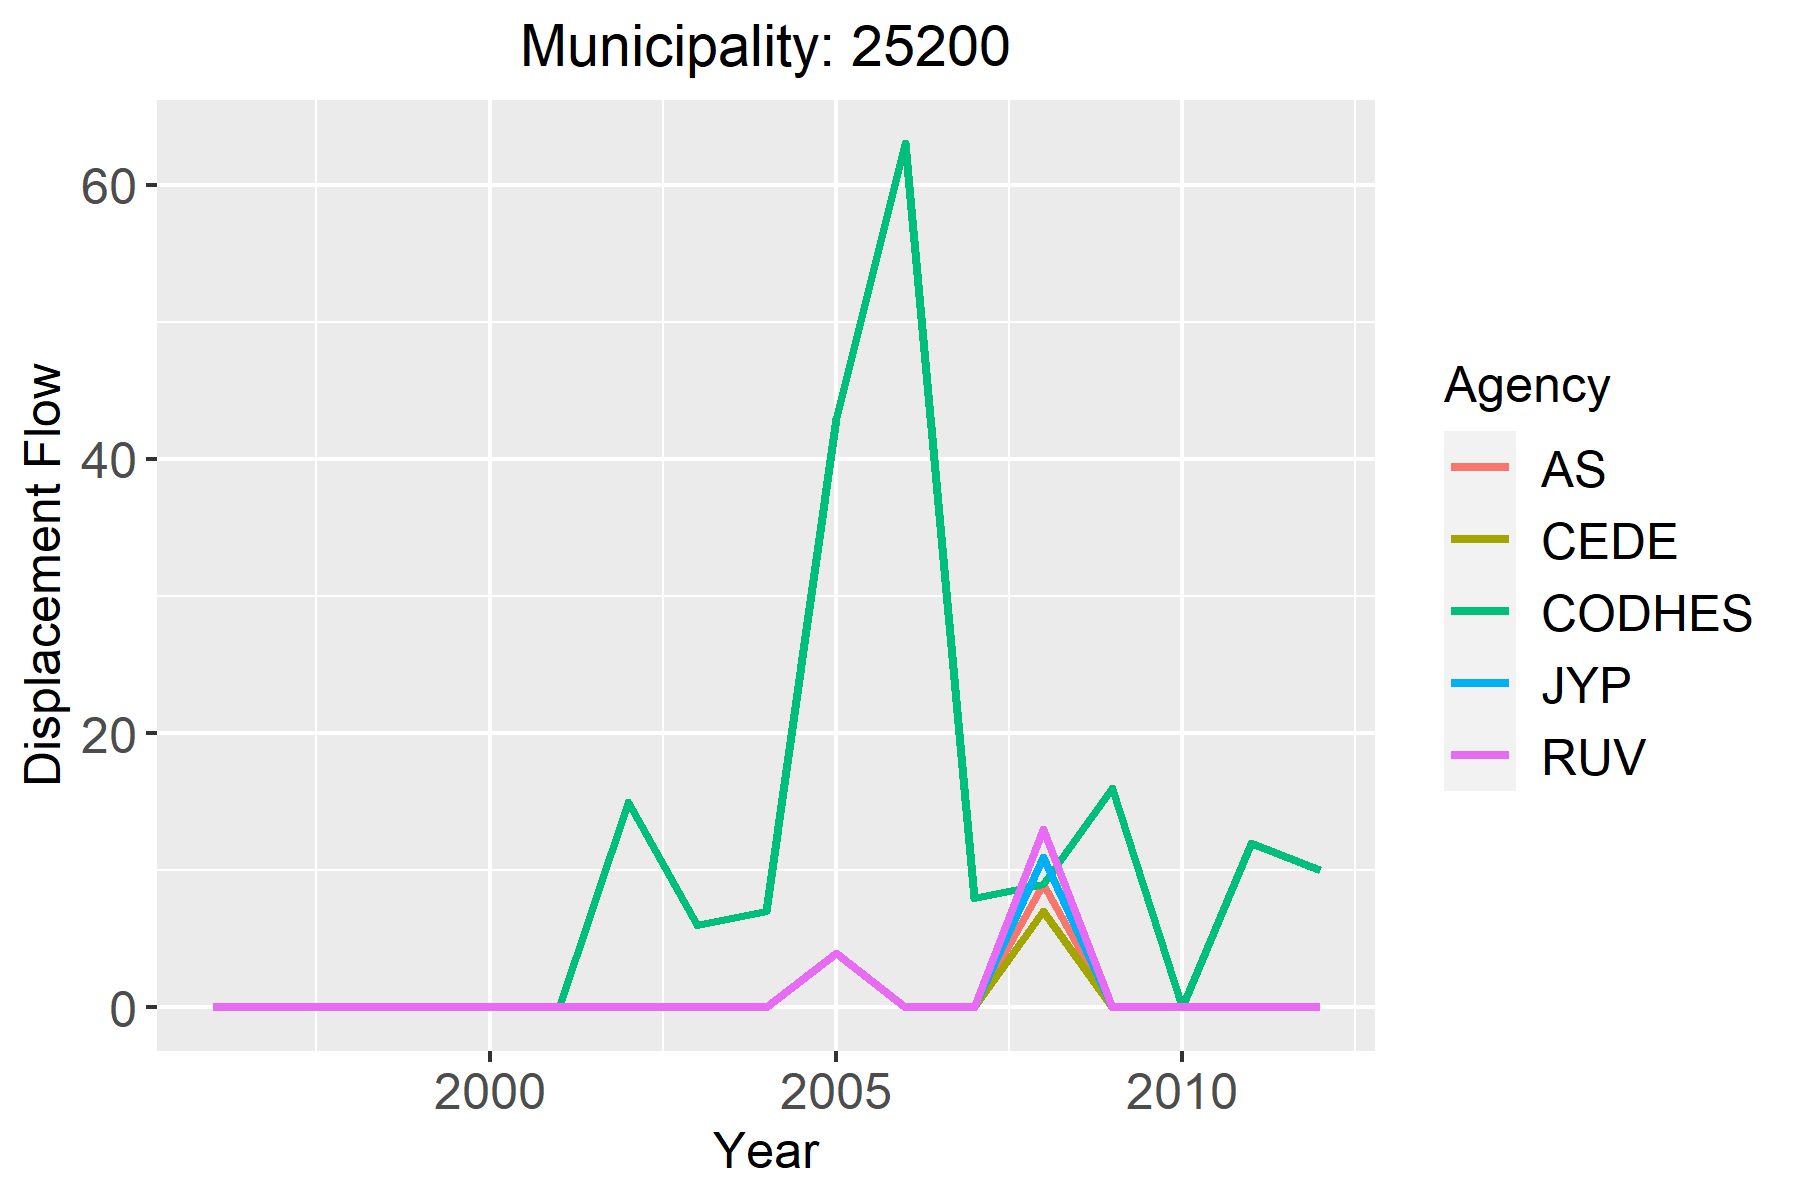 Municipality: 25200
60
40
20
0
Displacement Flow
2000 2005 2010
Year
Agency
AS
CEDE
CODHES
JYP
RUV